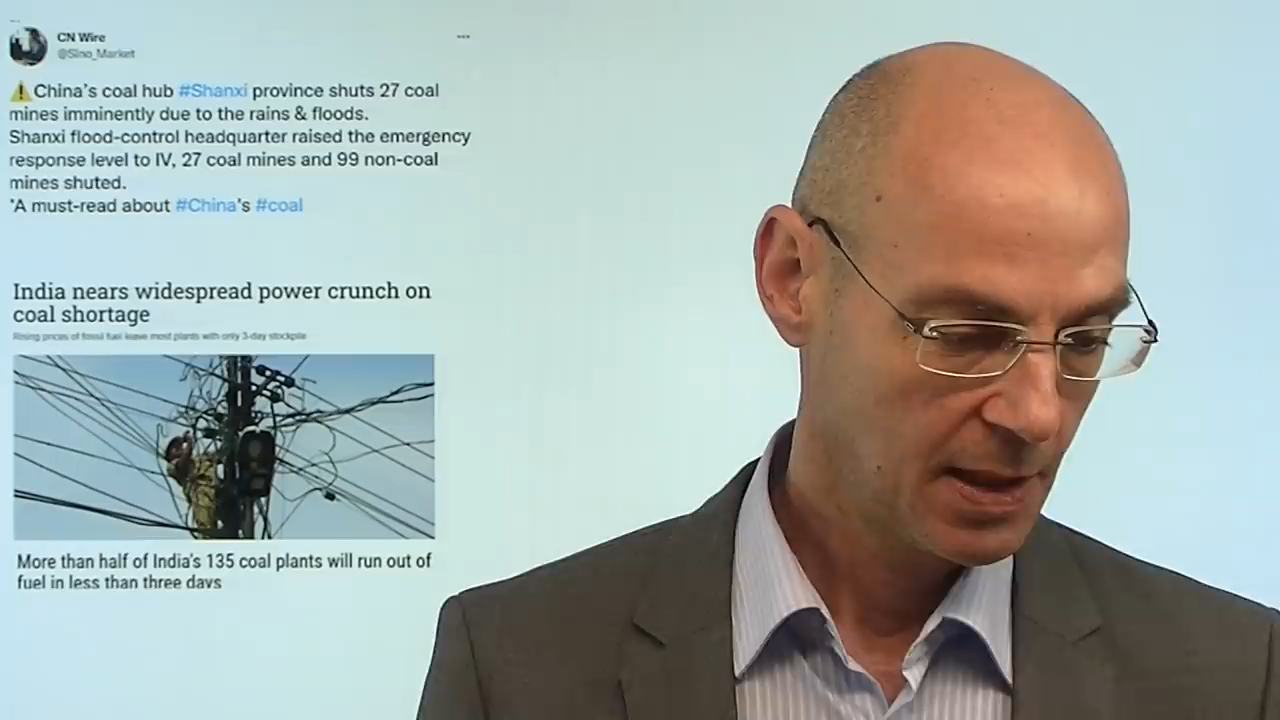 CN Wire
@Sino_Market
China's coal hub #Shanxi province shuts 27 coal
mines imminently due to the rains & floods.
Shanxi flood-control headquarter raised the emergency
response level to IV, 27 coal mines and 99 non-coal
mines shuted.
*A must-read about #China's #coal
India nears widespread power crunch on
coal shortage
Rising prices of fossil fuel leave most plants with only 3-day stockpile
More than half of India's 135 coal plants will run out of
fuel in less than three days